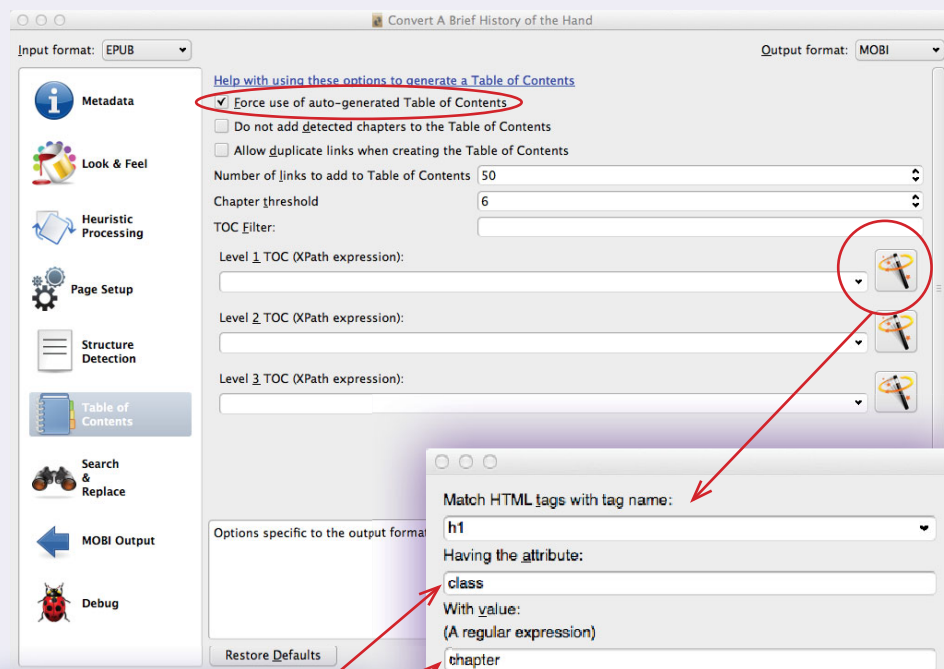 Convert A Brief History of the Hand
Input format: EPUB
Output format: MOBI
Metadata
Look & Feel
Heuristic
Processing
Page Setup
Structure
Detection
Table of
Contents
Search
&
Replace
MOBI Output
Debug
Help with using these options to generate a Table of Contents
Force use of auto-generated Table of Contents
Do not add detected chapters to the Table of Contents
Allow duplicate links when creating the Table of Contents
Number of links to add to Table of Contents 50
Chapter threshold 6
TOC Filter:
Level 1 TOC (XPath expression):
Level 2 TOC (XPath expression):
Level 3 TOC (XPath expression):
Options specific to the output format
Restore Defaults
Match HTML tags with tag name:
h1
Having the attribute:
class
With value:
(A regular expression)
chapter